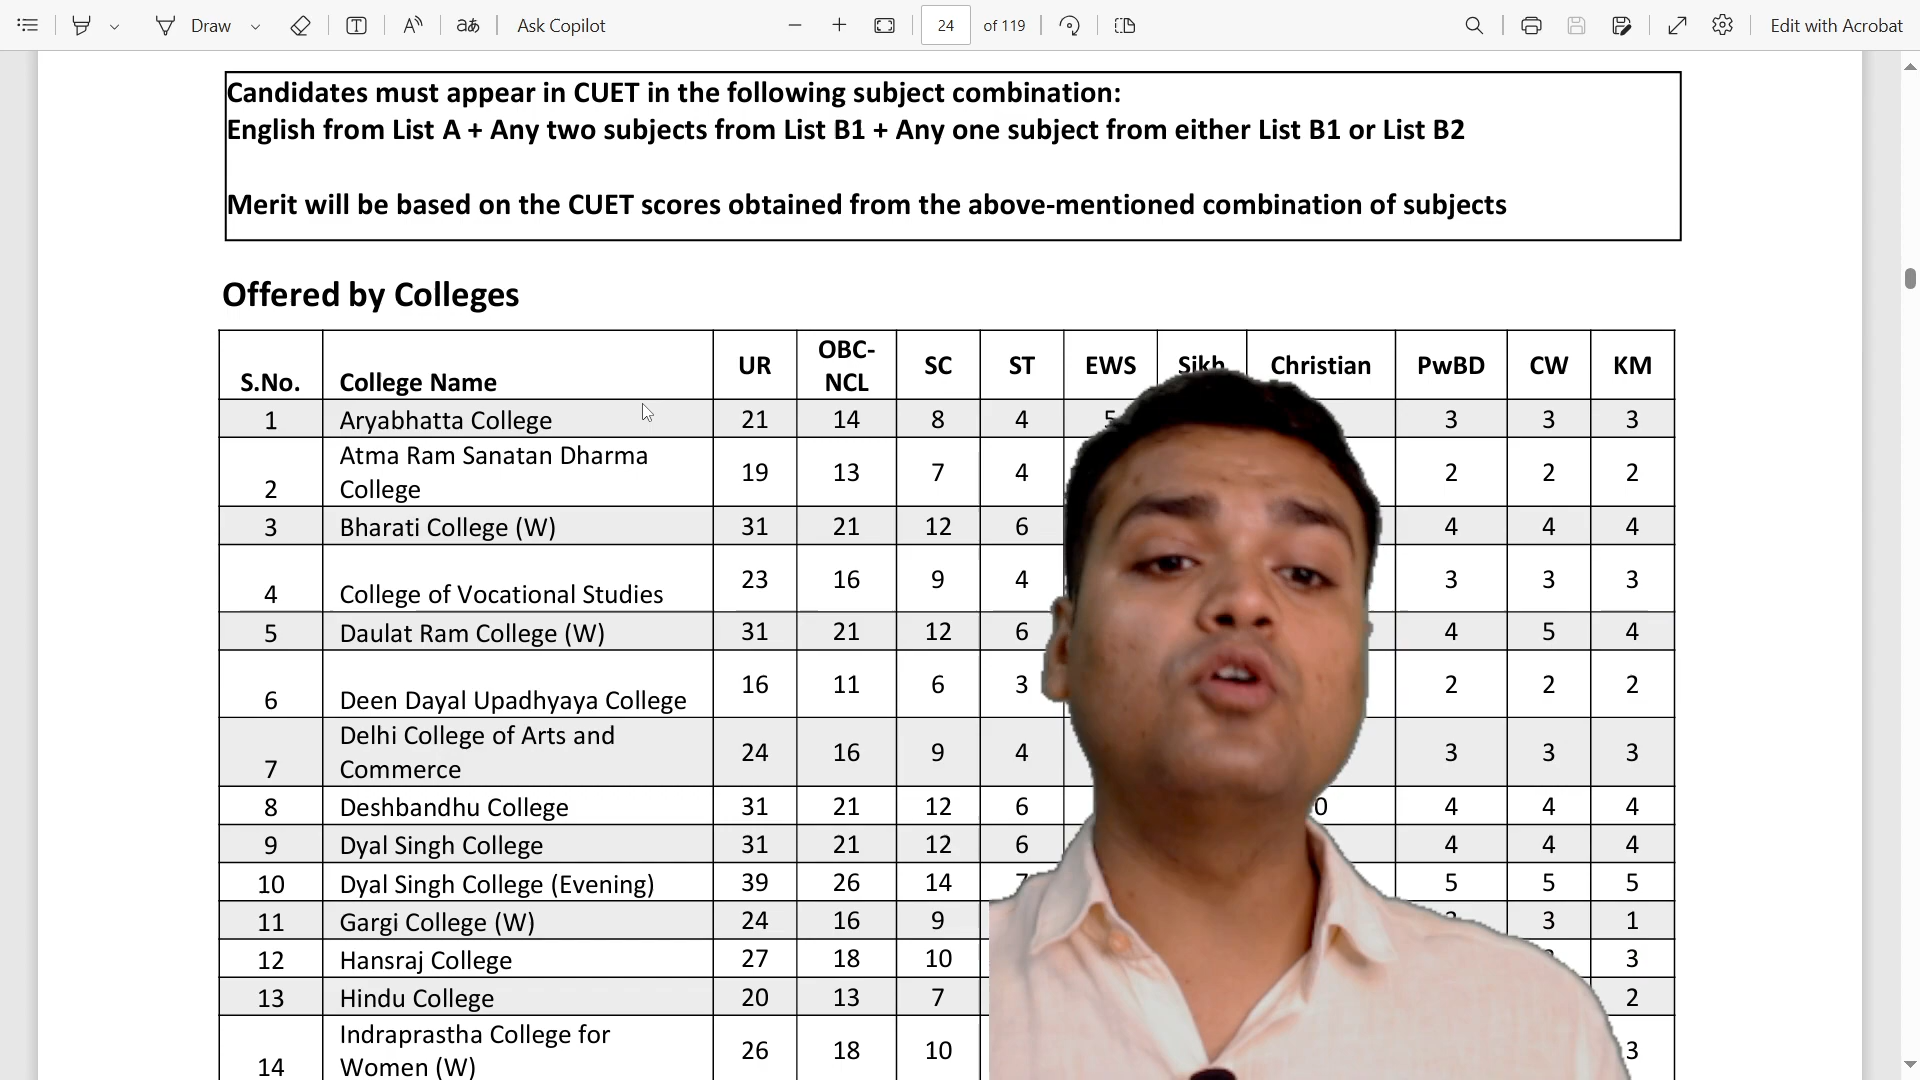 Draw
Ask Copilot
24 of 119
Edit with Acrobat
Candidates must appear in CUET in the following subject combination:
English from List A + Any two subjects from List B1 + Any one subject from either List B1 or List B2
Merit will be based on the CUET scores obtained from the above-mentioned combination of subjects
Offered by Colleges
S.No. College Name UR OBC-NCL SC ST EWS Sikh Christian PwBD CW KM
1 Aryabhatta College 21 14 8 4 5 3 3 3
2 Atma Ram Sanatan Dharma College 19 13 7 4 2 2 2
3 Bharati College (W) 31 21 12 6 4 4 4
4 College of Vocational Studies 23 16 9 4 3 3 3
5 Daulat Ram College (W) 31 21 12 6 4 5 4
6 Deen Dayal Upadhyaya College 16 11 6 3 2 2 2
7 Delhi College of Arts and Commerce 24 16 9 4 3 3 3
8 Deshbandhu College 31 21 12 6 0 4 4 4
9 Dyal Singh College 31 21 12 6 4 4 4
10 Dyal Singh College (Evening) 39 26 14 5 5 5
11 Gargi College (W) 24 16 9 3 1
12 Hansraj College 27 18 10 3
13 Hindu College 20 13 7 2
14 Indraprastha College for Women (W) 26 18 10 3